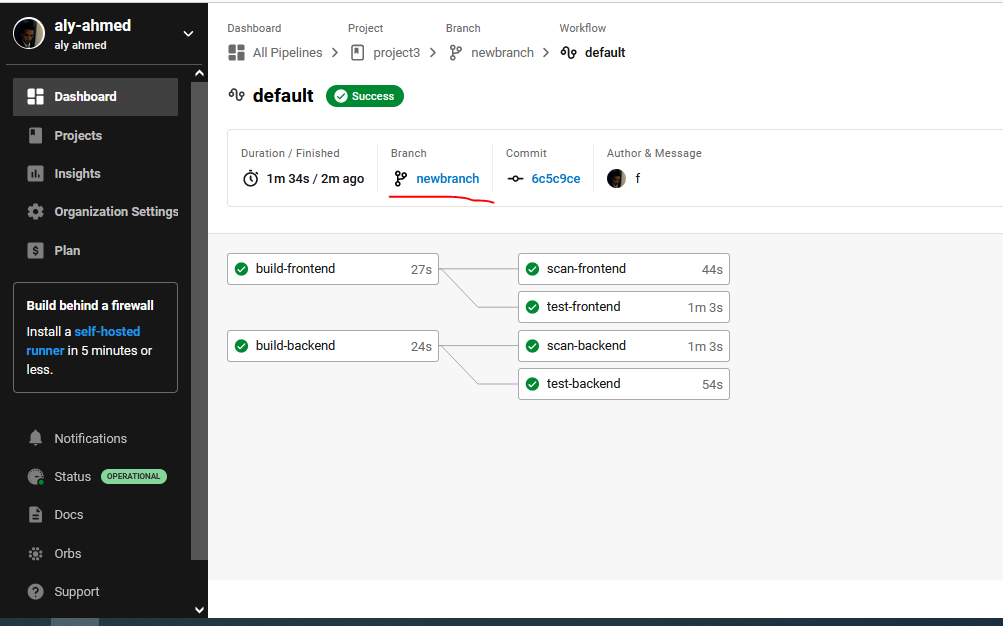 aly-ahmed
aly ahmed
Dashboard
Projects
Insights
Organization Settings
$ Plan
Build behind a firewall
Install a self-hosted
runner in 5 minutes or
less.
Notifications
Status OPERATIONAL
Docs
Orbs
? Support
Dashboard Project Branch Workflow
All Pipelines > project3 > newbranch > default
default Success
Duration / Finished Branch Commit Author & Message
1m 34s / 2m ago newbranch 6c5c9ce f
build-frontend 27s scan-frontend 44s
test-frontend 1m 3s
build-backend 24s scan-backend 1m 3s
test-backend 54s